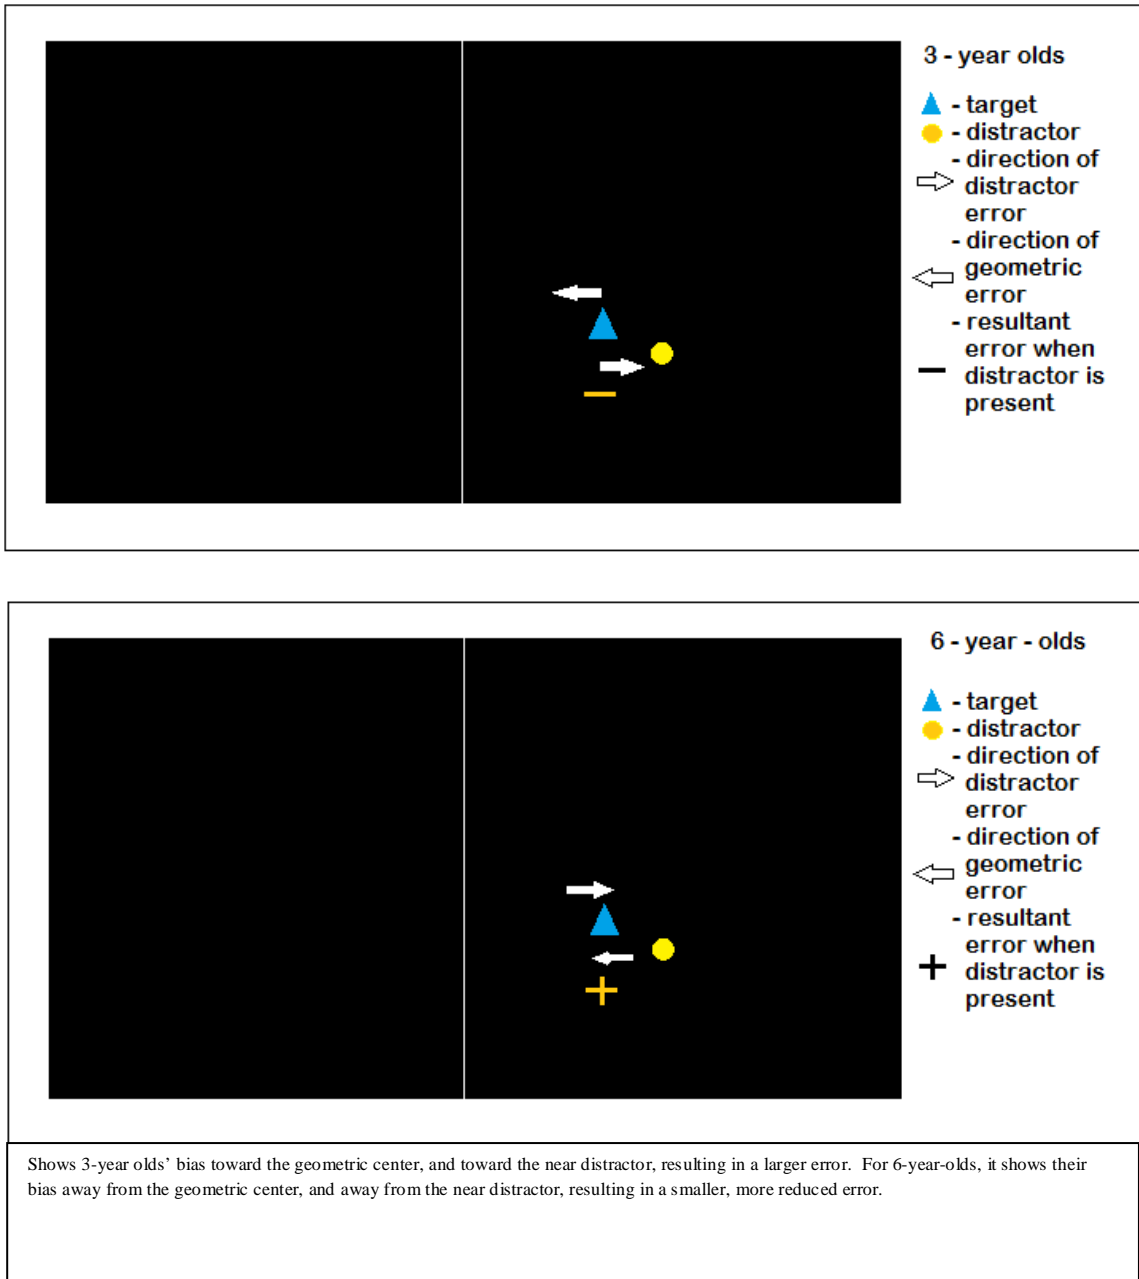 3 - year olds
- target
- distractor
- direction of
distractor
error
- direction of
geometric
error
- resultant
error when
distractor is
present
6 - year - olds
- target
- distractor
- direction of
distractor
error
- direction of
geometric
error
- resultant
error when
distractor is
present
Shows 3-year olds’ bias toward the geometric center, and toward the near distractor, resulting in a larger error. For 6-year-olds, it shows their
bias away from the geometric center, and away from the near distractor, resulting in a smaller, more reduced error.